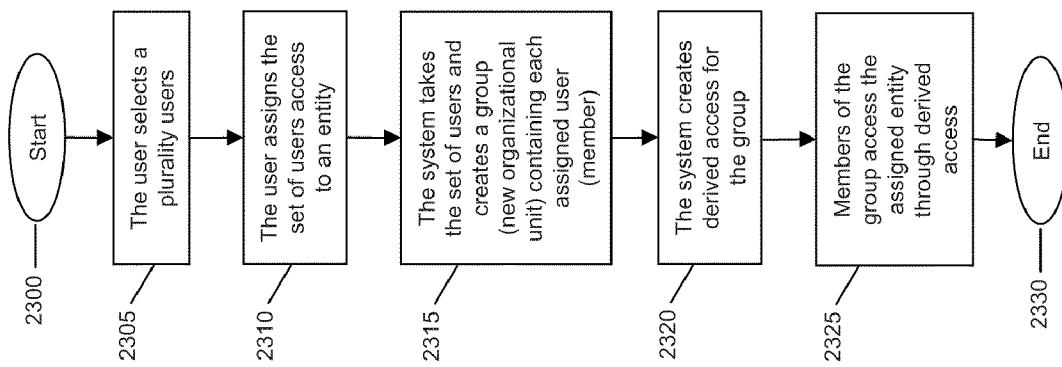 Start
2300
The user selects a
plurality users
2305
The user assigns the
set of users access
to an entity
2310
The system takes
the set of users and
creates a group
(new organizational
unit) containing each
assigned user
(member)
2315
The system creates
derived access for
the group
2320
Members of the
group access the
assigned entity
through derived
access
2325
End
2330